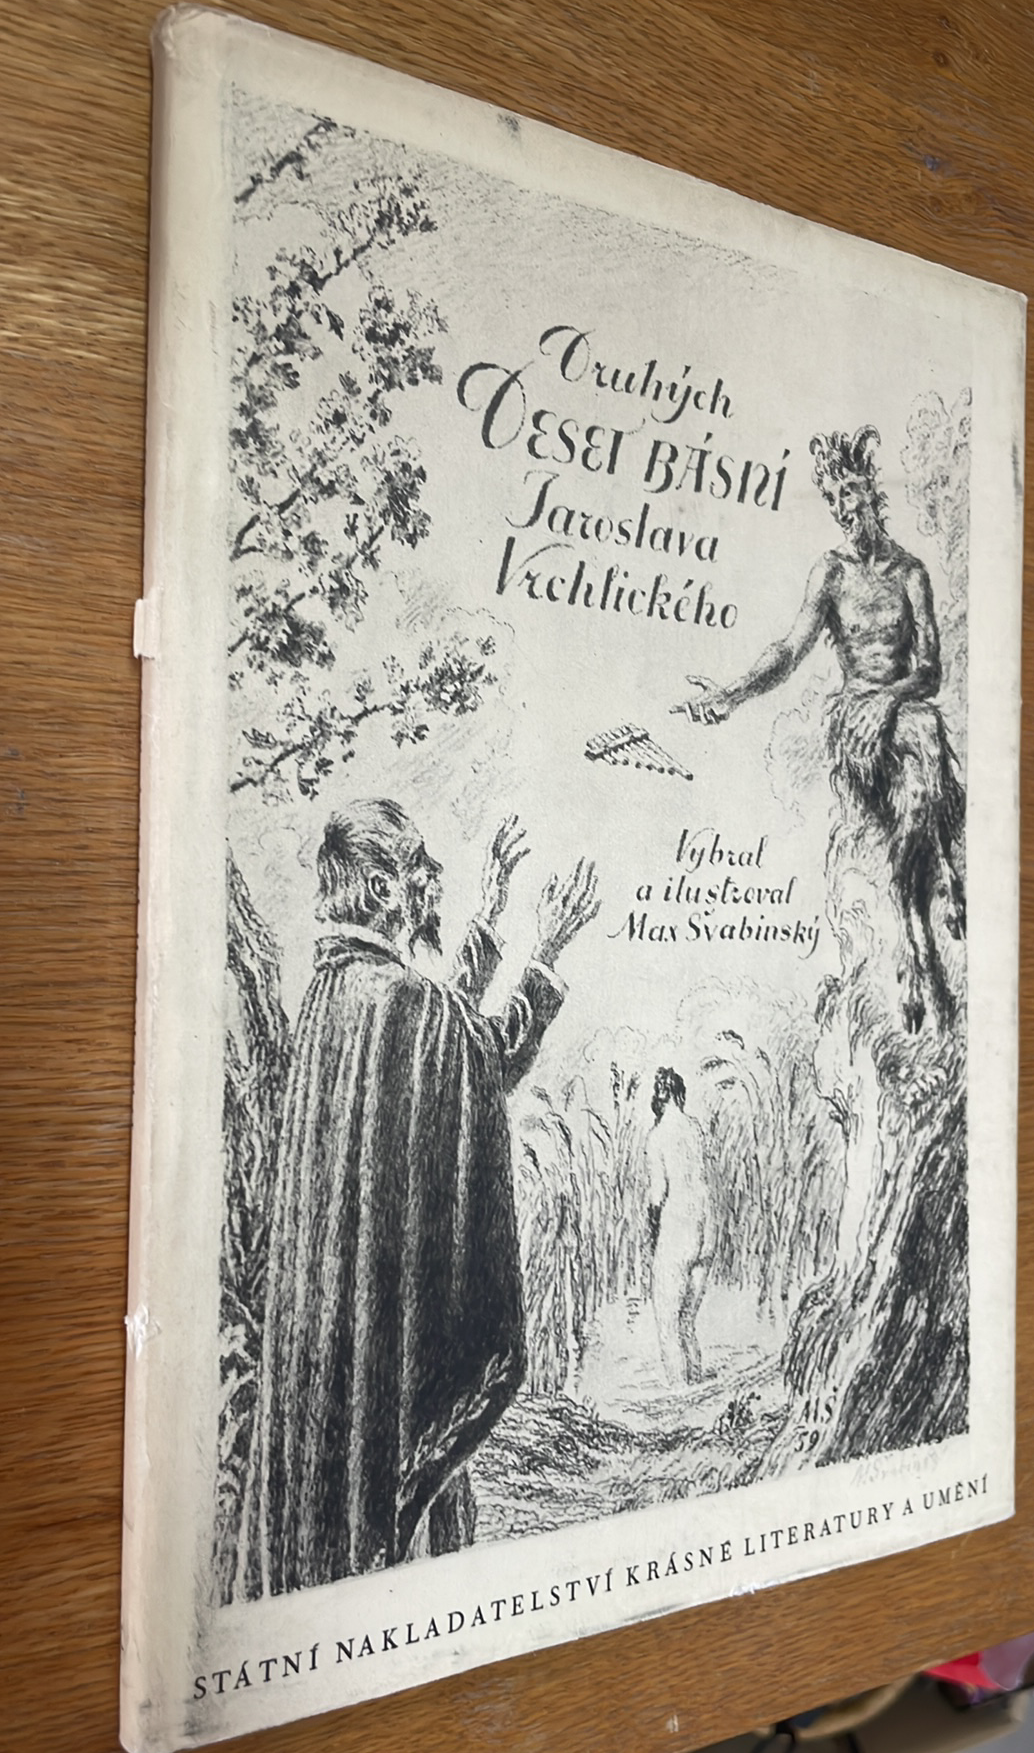 Druhých
DESET BÁSNÍ
Jaroslava
Vrchlického
Vybral
a ilustroval
Max Švabinský
MŠ
59
STÁTNÍ NAKLADATELSTVÍ KRÁSNÉ LITERATURY A UMĚNÍ